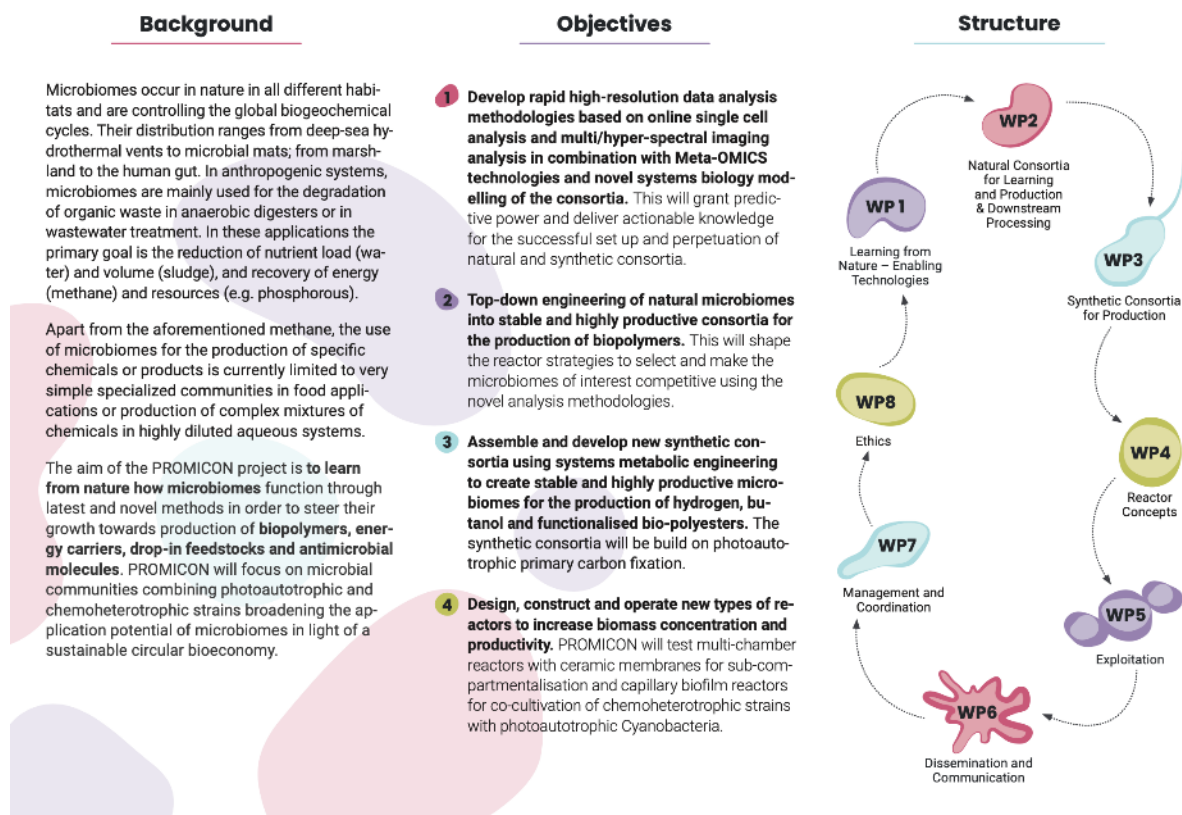 Background
Microbiomes occur in nature in all different habi-
tats and are controlling the global biogeochemical
cycles. Their distribution ranges from deep-sea hy-
drothermal vents to microbial mats; from marsh-
land to the human gut. In anthropogenic systems,
microbiomes are mainly used for the degradation
of organic waste in anaerobic digesters or in
wastewater treatment. In these applications the
primary goal is the reduction of nutrient load (wa-
ter) and volume (sludge), and recovery of energy
(methane) and resources (e.g. phosphorous).
Apart from the aforementioned methane, the use
of microbiomes for the production of specific
chemicals or products is currently limited to very
simple specialized communities in food appli-
cations or production of complex mixtures of
chemicals in highly diluted aqueous systems.
The aim of the PROMICON project is to learn
from nature how microbiomes function through
latest and novel methods in order to steer their
growth towards production of biopolymers, ener-
gy carriers, drop-in feedstocks and antimicrobial
molecules. PROMICON will focus on microbial
communities combining photoautotrophic and
chemoheterotrophic strains broadening the ap-
plication potential of microbiomes in light of a
sustainable circular bioeconomy.
Objectives
1 Develop rapid high-resolution data analysis
methodologies based on online single cell
analysis and multi/hyper-spectral imaging
analysis in combination with Meta-OMICS
technologies and novel systems biology mod-
elling of the consortia. This will grant predic-
tive power and deliver actionable knowledge
for the successful set up and perpetuation of
natural and synthetic consortia.
2 Top-down engineering of natural microbiomes
into stable and highly productive consortia for
the production of biopolymers. This will shape
the reactor strategies to select and make the
microbiomes of interest competitive using the
novel analysis methodologies.
3 Assemble and develop new synthetic con-
sortia using systems metabolic engineering
to create stable and highly productive micro-
biomes for the production of hydrogen, bu-
tanol and functionalised bio-polyesters. The
synthetic consortia will be build on photoauto-
trophic primary carbon fixation.
4 Design, construct and operate new types of re-
actors to increase biomass concentration and
productivity. PROMICON will test multi-chamber
reactors with ceramic membranes for sub-com-
partmentalisation and capillary biofilm reactors
for co-cultivation of chemoheterotrophic strains
with photoautotrophic Cyanobacteria.
Structure
WP1
Learning from
Nature – Enabling
Technologies
WP2
Natural Consortia
for Learning
and Production
& Downstream
Processing
WP3
Synthetic Consortia
for Production
WP4
Reactor
Concepts
WP5
Exploitation
WP6
Dissemination and
Communication
WP7
Management and
Coordination
WP8
Ethics